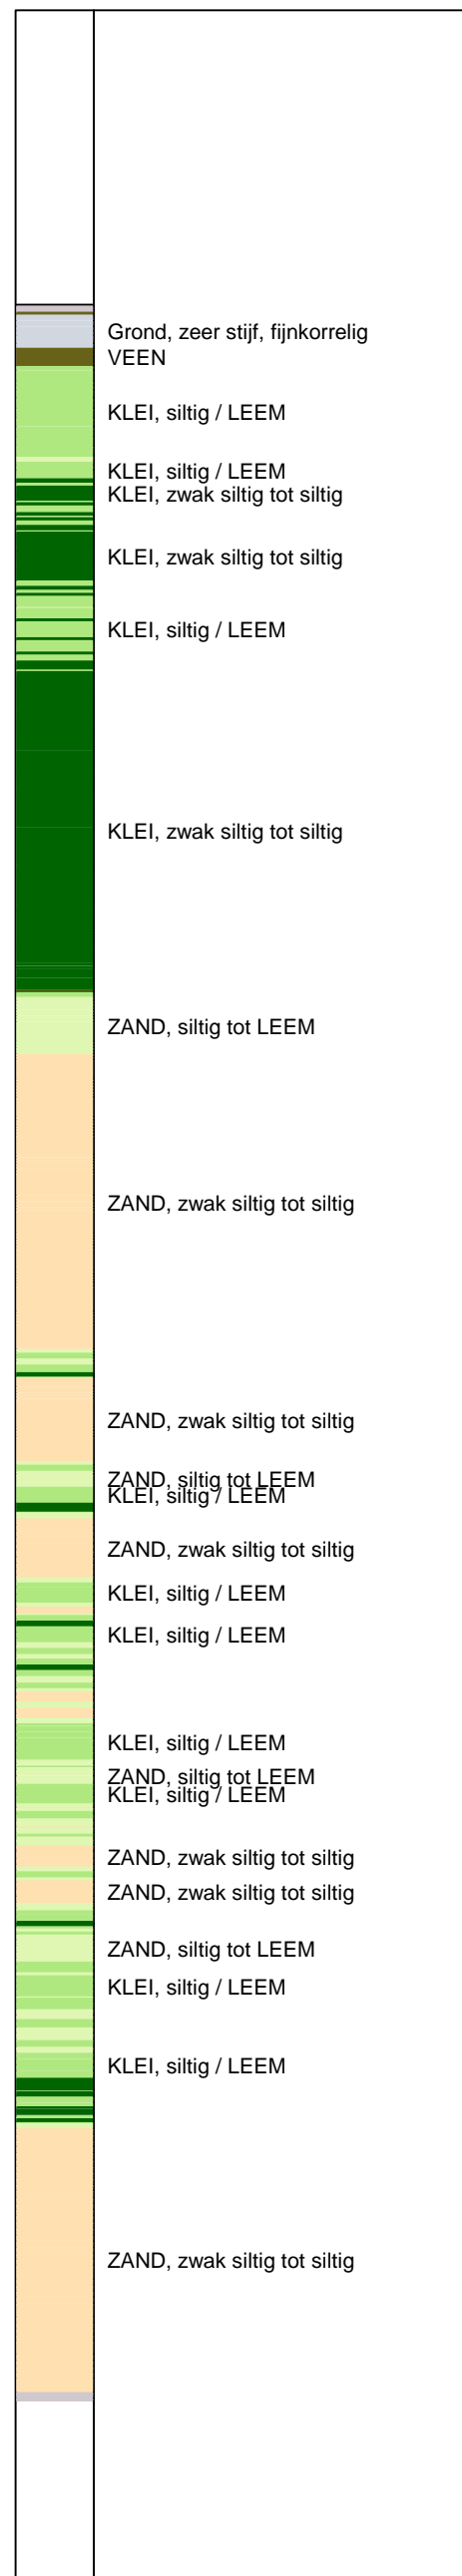 Grond, zeer stijf, fijnkorrelig
VEEN
KLEI, siltig / LEEM
KLEI, siltig / LEEM
KLEI, zwak siltig tot siltig
KLEI, zwak siltig tot siltig
KLEI, siltig / LEEM
KLEI, zwak siltig tot siltig
ZAND, siltig tot LEEM
ZAND, zwak siltig tot siltig
ZAND, zwak siltig tot siltig
ZAND, siltig tot LEEM
KLEI, siltig / LEEM
ZAND, zwak siltig tot siltig
KLEI, siltig / LEEM
KLEI, siltig / LEEM
KLEI, siltig / LEEM
ZAND, siltig tot LEEM
KLEI, siltig / LEEM
ZAND, zwak siltig tot siltig
ZAND, zwak siltig tot siltig
ZAND, siltig tot LEEM
KLEI, siltig / LEEM
KLEI, siltig / LEEM
ZAND, zwak siltig tot siltig